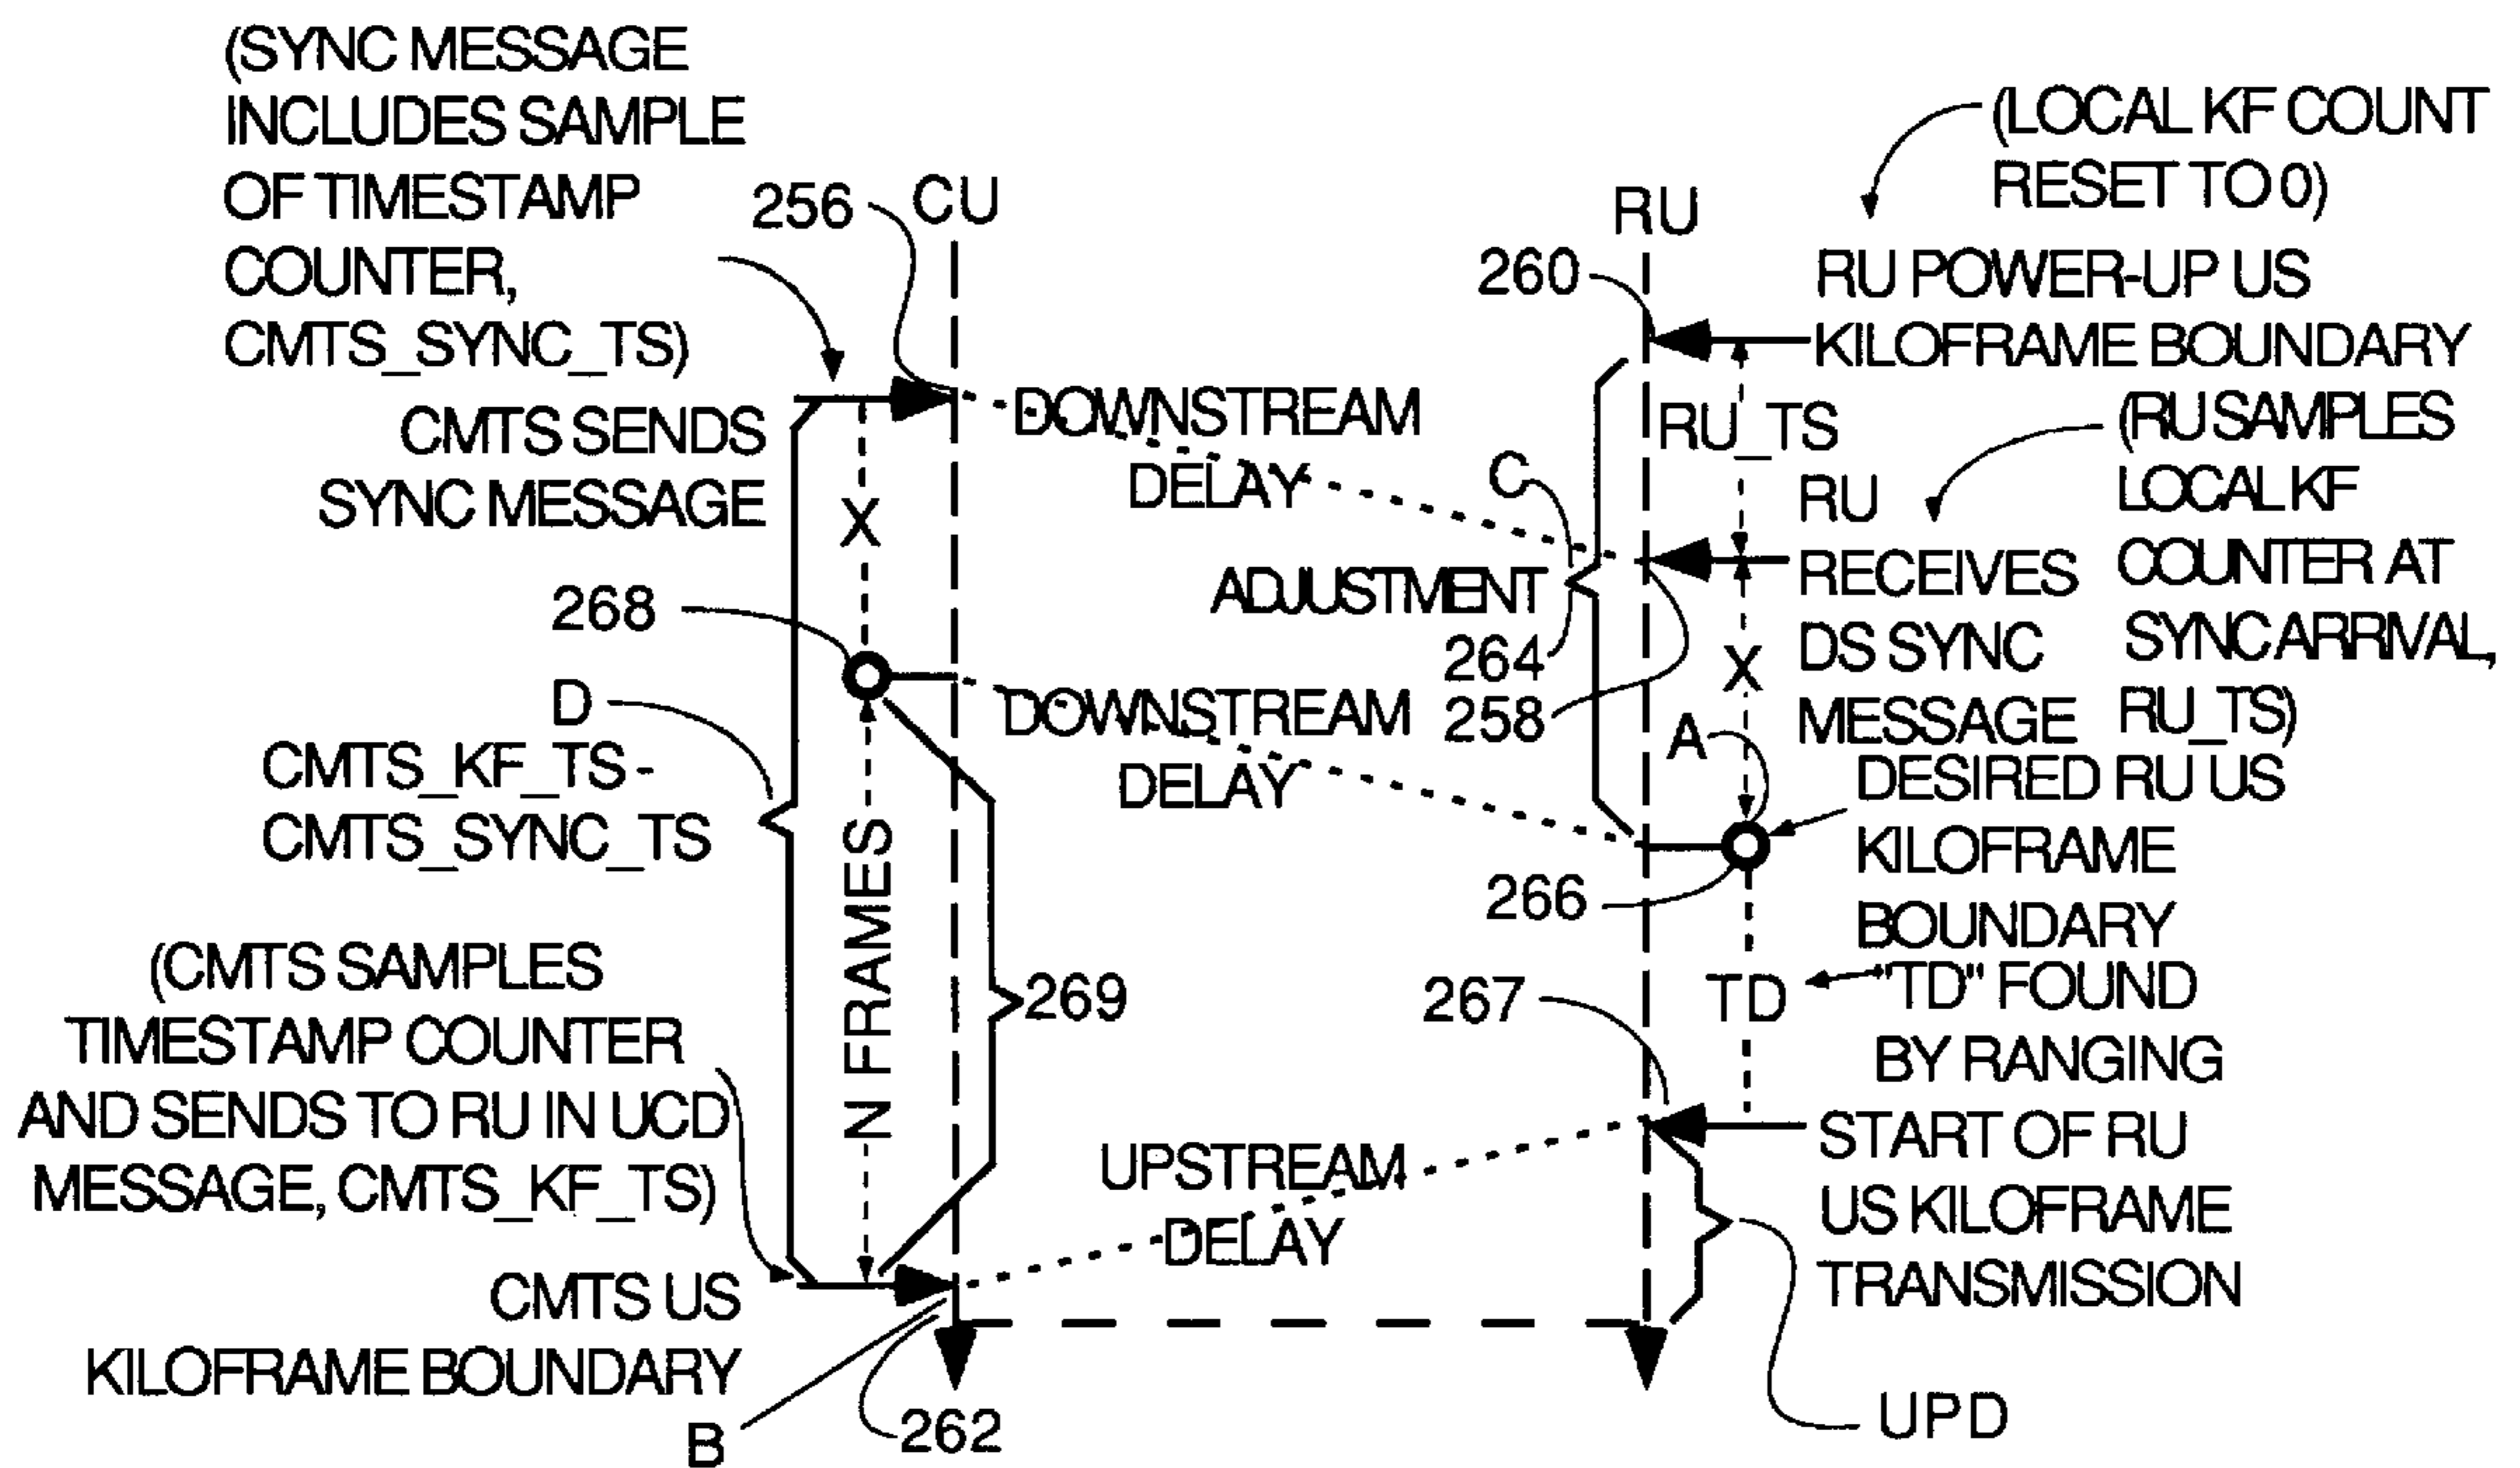 (SYNC MESSAGE
INCLUDES SAMPLE
OF TIMESTAMP
COUNTER,
CMTS_SYNC_TS)
CMTS SENDS
SYNC MESSAGE
256
CU
X
268
D
CMTS_KF_TS -
CMTS_SYNC_TS
N FRAMES
269
(CMTS SAMPLES
TIMESTAMP COUNTER
AND SENDS TO RU IN UCD
MESSAGE, CMTS_KF_TS)
CMTS US
KILOFRAME BOUNDARY
B
262
DOWNSTREAM
DELAY
DOWNSTREAM
DELAY
UPSTREAM
DELAY
RU
260
C
ADJUSTMENT
264
258
A
266
267
(LOCAL KF COUNT
RESET TO 0)
RU POWER-UP US
KILOFRAME BOUNDARY
RU_TS
RU
RECEIVES
DS SYNC
MESSAGE
(RU SAMPLES
LOCAL KF
COUNTER AT
SYNC ARRIVAL,
RU_TS)
X
DESIRED RU US
KILOFRAME
BOUNDARY
TD
"TD" FOUND
BY RANGING
START OF RU
US KILOFRAME
TRANSMISSION
UPD